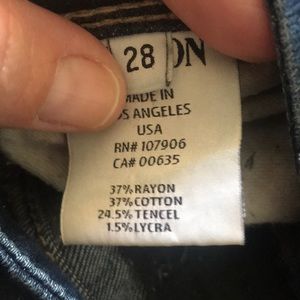 28 ON
MADE IN
OS ANGELES
USA
RN# 107906
CA# 00635
37% RAYON
37% COTTON
24.5% TENCEL
1.5% LYCRA